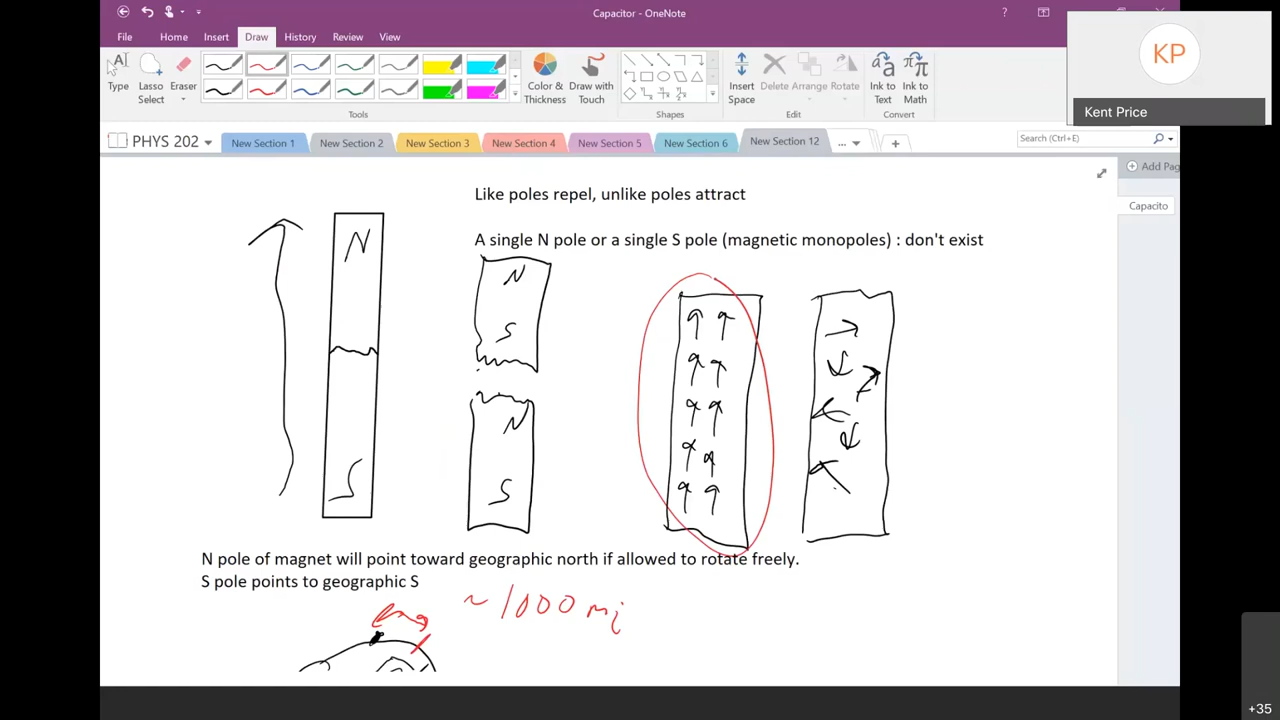 Capacitor - OneNote
?
KP
Kent Price
File Home Insert Draw History Review View
Type
Lasso Select
Eraser
Color & Thickness
Draw with Touch
Insert Space
Delete
Arrange
Rotate
Ink to Text
Ink to Math
Tools
Shapes
Edit
Convert
PHYS 202
New Section 1
New Section 2
New Section 3
New Section 4
New Section 5
New Section 6
New Section 12
...
Search (Ctrl+E)
Add Pag
Capacito
Like poles repel, unlike poles attract
A single N pole or a single S pole (magnetic monopoles) : don't exist
N
S
N
S
N
S
N pole of magnet will point toward geographic north if allowed to rotate freely.
S pole points to geographic S
~ 1000 mi
+35